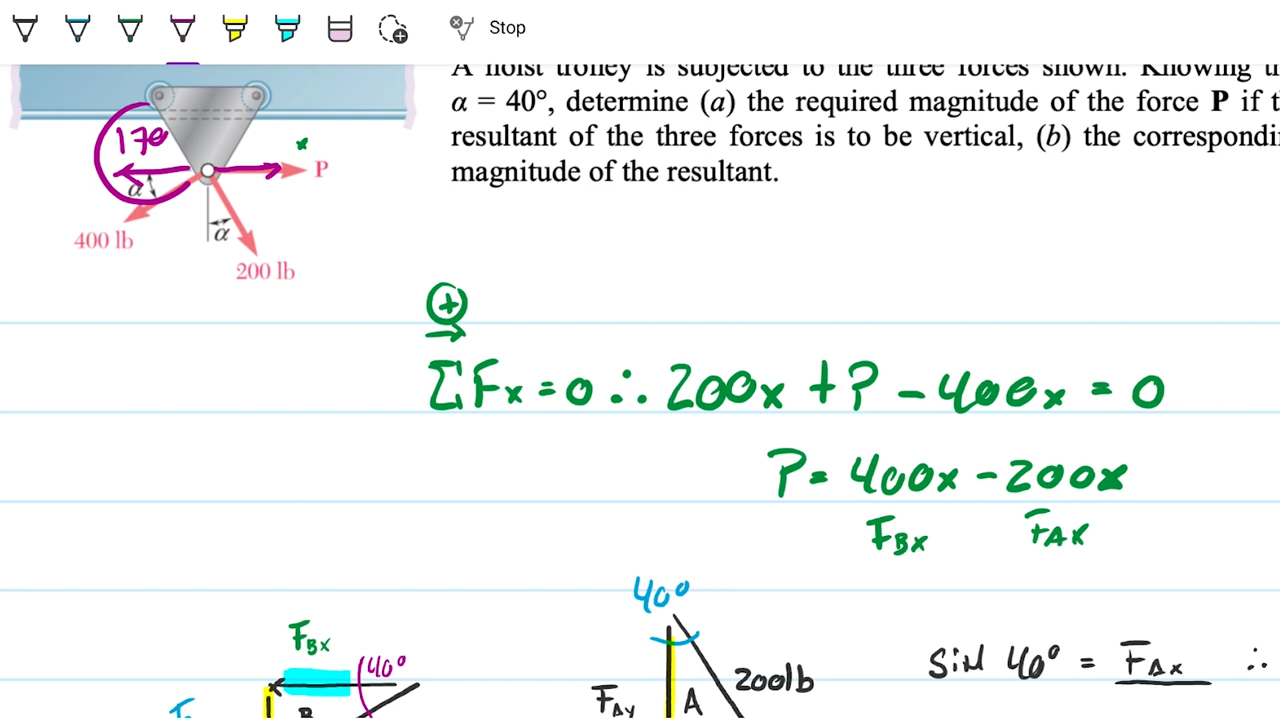 Stop
A hoist trolley is subjected to the three forces shown. Knowing
α = 40°, determine (a) the required magnitude of the force P if
resultant of the three forces is to be vertical, (b) the
magnitude of the resultant.
170
x
P
α
α
400 lb
200 lb
+
ΣFx = 0 ∴ 200x + P - 400x = 0
P = 400x - 200x
FBx FAx
40°
FBx
40°
Sin 40° = FAx ∴
200lb
FAy
A
B